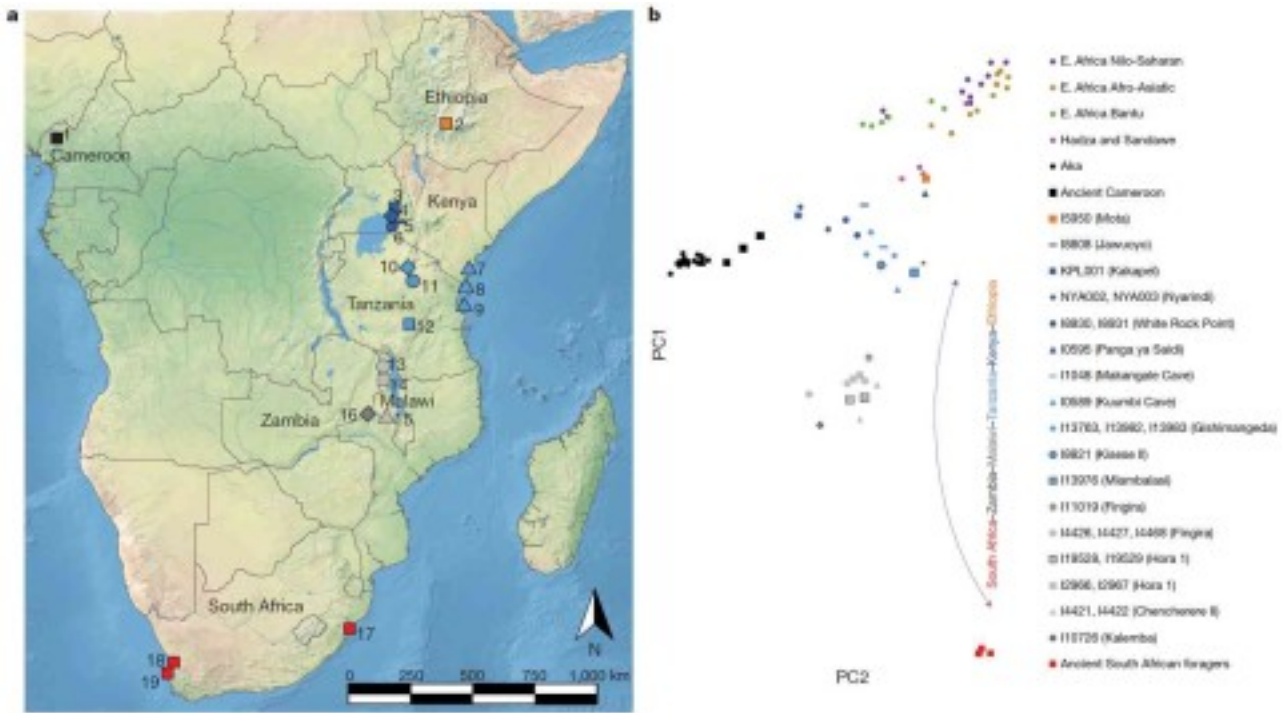 a
Ethiopia
2
1
Cameroon
3
4
5
6
Kenya
10
7
11
8
Tanzania
9
12
13
14
Malawi
16
15
Zambia
South Africa
17
18
19
N
0 250 500 750 1,000 km
b
PC1
PC2
South Africa–Zambia–Malawi–Tanzania–Kenya–Ethiopia
E. Africa Nilo-Saharan
E. Africa Afro-Asiatic
E. Africa Bantu
Hadza and Sandawe
Aka
Ancient Cameroon
I5950 (Mota)
I8808 (Jawuoyo)
KPL001 (Kakapel)
NYA002, NYA003 (Nyarindi)
I8930, I8931 (White Rock Point)
I0595 (Panga ya Saidi)
I1048 (Makangale Cave)
I0589 (Kuumbi Cave)
I13763, I13982, I13983 (Gishimangeda)
I8821 (Kisese II)
I13976 (Mlambalasi)
I11019 (Fingira)
I4426, I4427, I4468 (Fingira)
I19528, I19529 (Hora 1)
I2966, I2967 (Hora 1)
I4421, I4422 (Chencherere II)
I10726 (Kalemba)
Ancient South African foragers